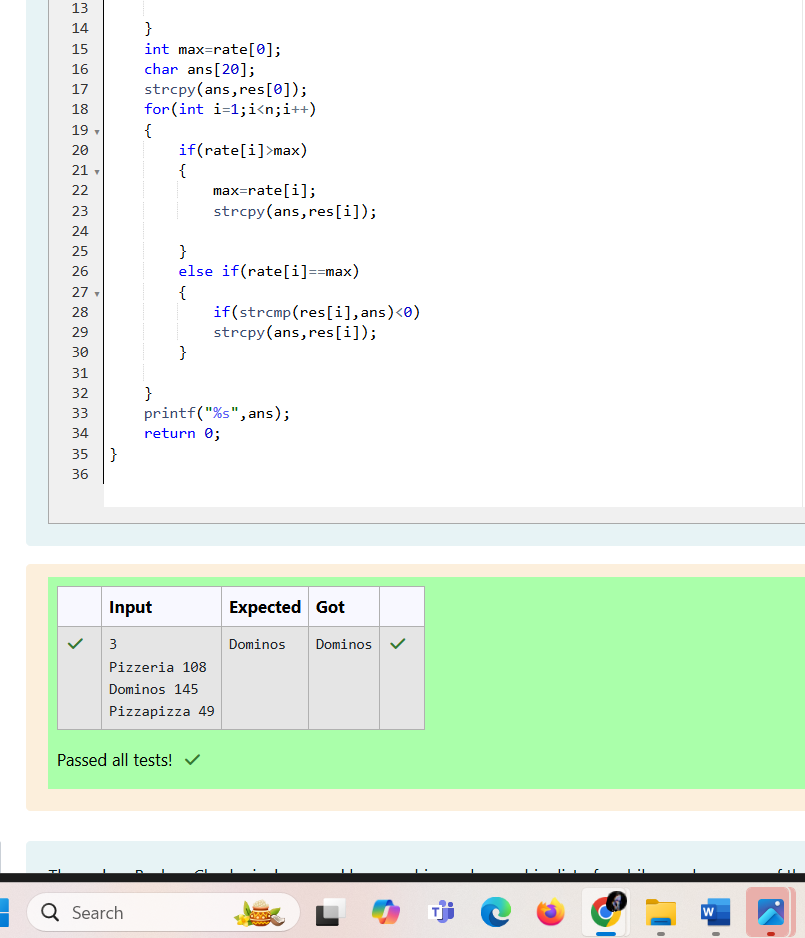 13
14 }
15 int max=rate[0];
16 char ans[20];
17 strcpy(ans,res[0]);
18 for(int i=1;i<n;i++)
19 {
20 if(rate[i]>max)
21 {
22 max=rate[i];
23 strcpy(ans,res[i]);
24
25 }
26 else if(rate[i]==max)
27 {
28 if(strcmp(res[i],ans)<0)
29 strcpy(ans,res[i]);
30 }
31
32 }
33 printf("%s",ans);
34 return 0;
35 }
36
Input Expected Got
3 Dominos Dominos
Pizzeria 108
Dominos 145
Pizzapizza 49
Passed all tests!
Search